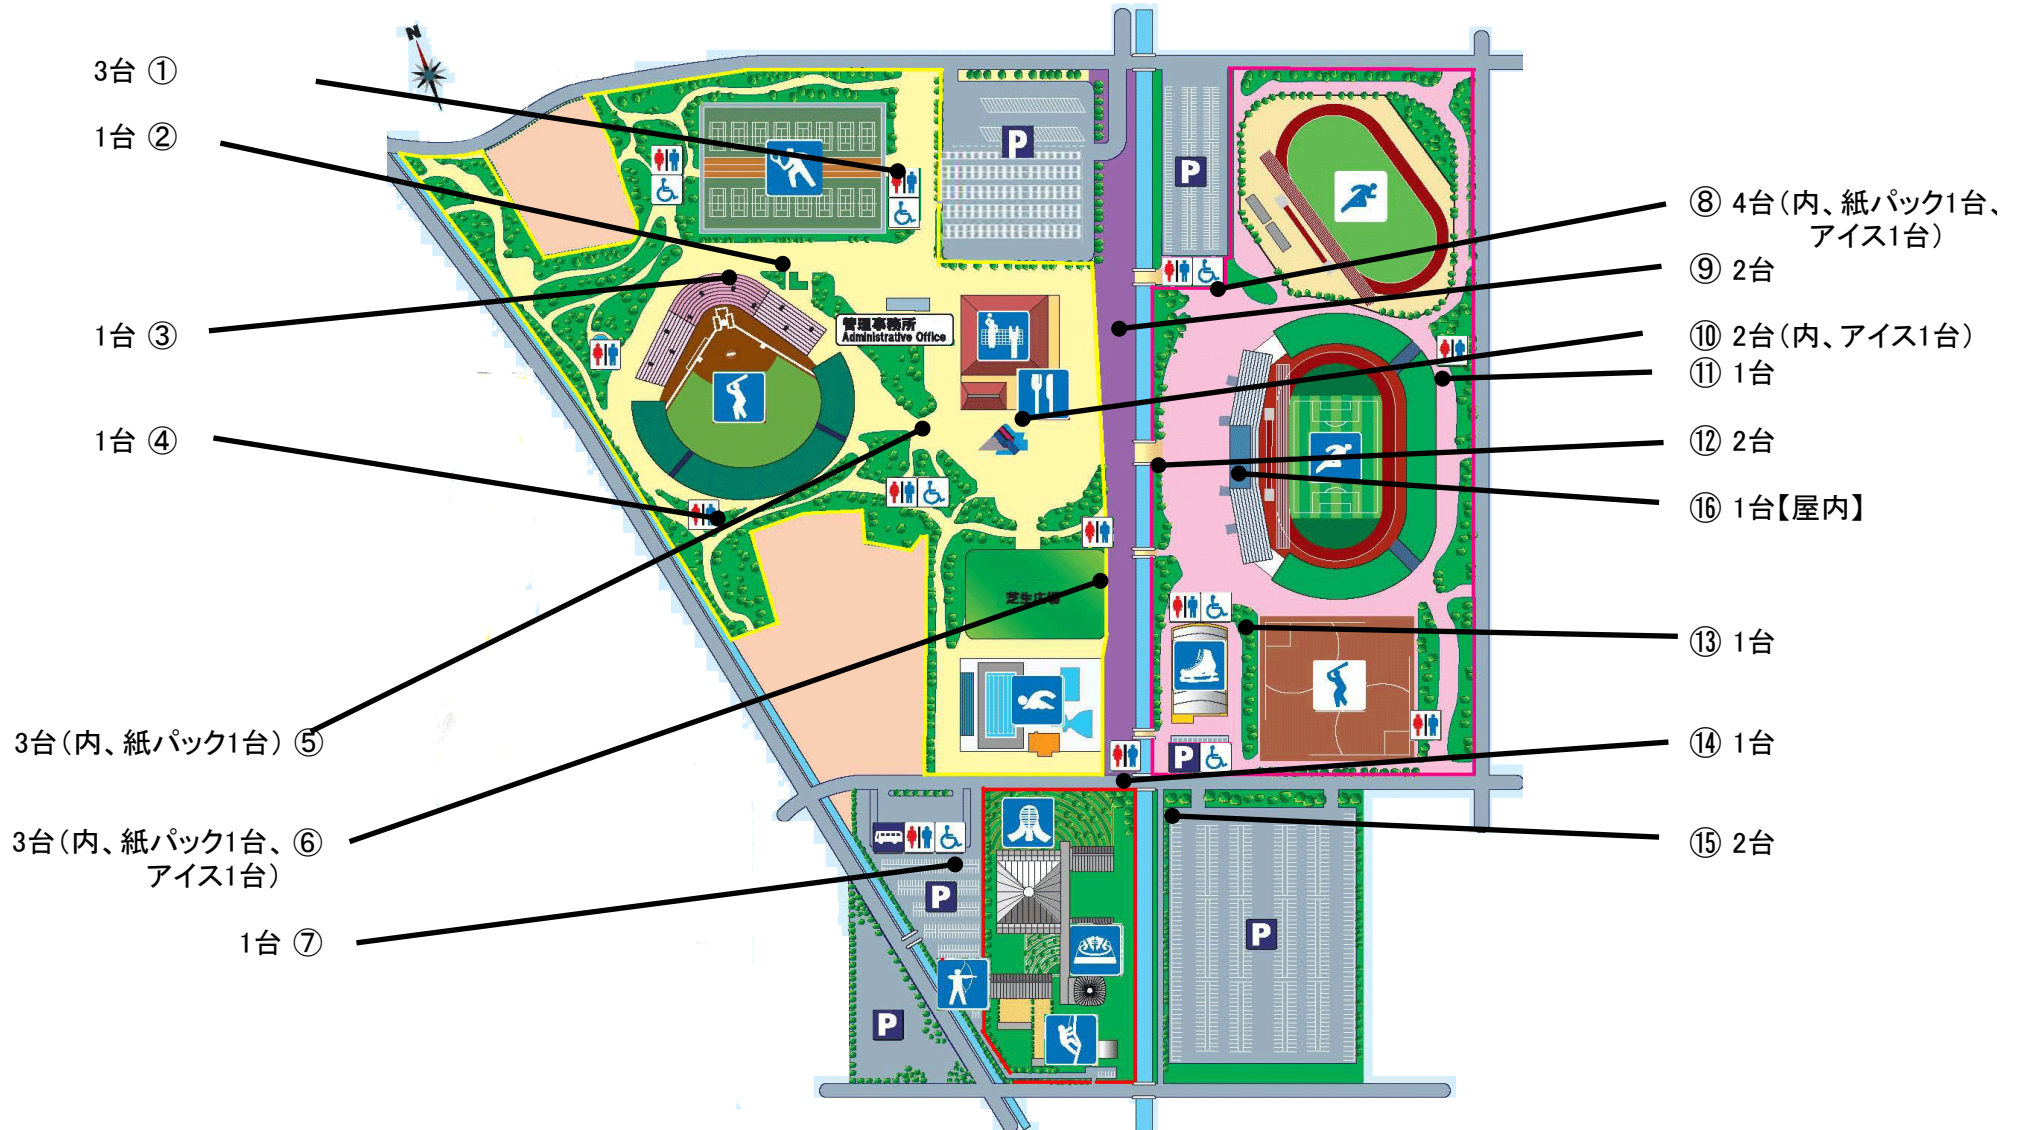 N
3台 ①
1台 ②
1台 ③
1台 ④
3台（内、紙パック1台） ⑤
3台（内、紙パック1台、 ⑥
アイス1台）
1台 ⑦
管理事務所
Administrative Office
芝生広場
P
P
P
P
P
P
⑧ 4台（内、紙パック1台、
アイス1台）
⑨ 2台
⑩ 2台（内、アイス1台）
⑪ 1台
⑫ 2台
⑯ 1台【屋内】
⑬ 1台
⑭ 1台
⑮ 2台